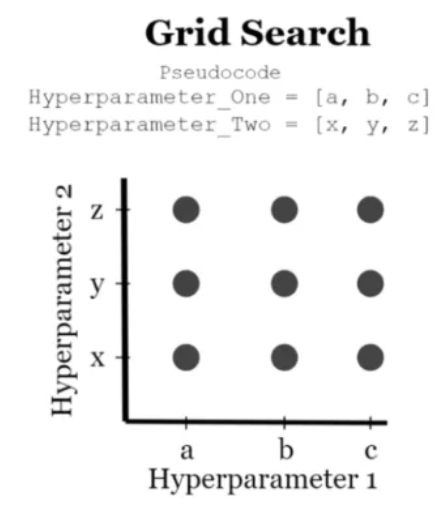 Grid Search
Pseudocode
Hyperparameter_One = [a, b, c]
Hyperparameter_Two = [x, y, z]
Hyperparameter 2
z
y
x
a b c
Hyperparameter 1